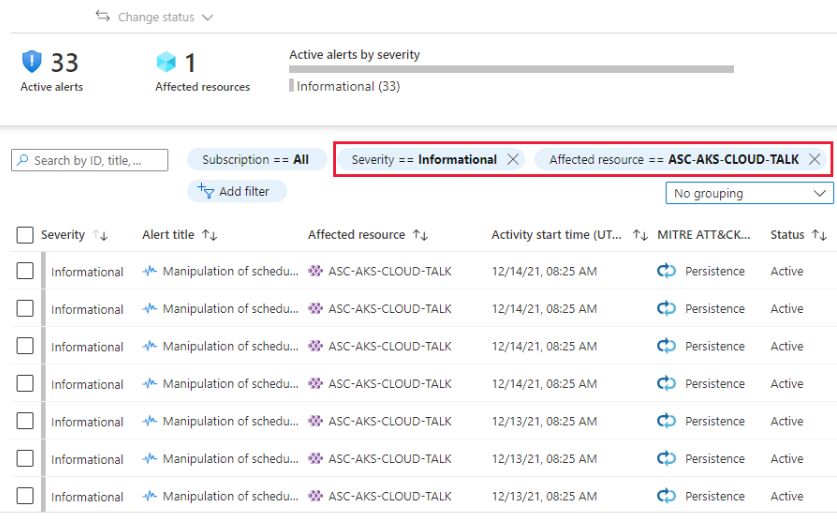 Change status
33
Active alerts
1
Affected resources
Active alerts by severity
Informational (33)
Search by ID, title, ...
Subscription == All
Severity == Informational
Affected resource == ASC-AKS-CLOUD-TALK
Add filter
No grouping
Severity Alert title Affected resource Activity start time (UT... MITRE ATT&CK... Status
Informational Manipulation of schedu... ASC-AKS-CLOUD-TALK 12/14/21, 08:25 AM Persistence Active
Informational Manipulation of schedu... ASC-AKS-CLOUD-TALK 12/14/21, 08:25 AM Persistence Active
Informational Manipulation of schedu... ASC-AKS-CLOUD-TALK 12/14/21, 08:25 AM Persistence Active
Informational Manipulation of schedu... ASC-AKS-CLOUD-TALK 12/14/21, 08:25 AM Persistence Active
Informational Manipulation of schedu... ASC-AKS-CLOUD-TALK 12/13/21, 08:25 AM Persistence Active
Informational Manipulation of schedu... ASC-AKS-CLOUD-TALK 12/13/21, 08:25 AM Persistence Active
Informational Manipulation of schedu... ASC-AKS-CLOUD-TALK 12/13/21, 08:25 AM Persistence Active